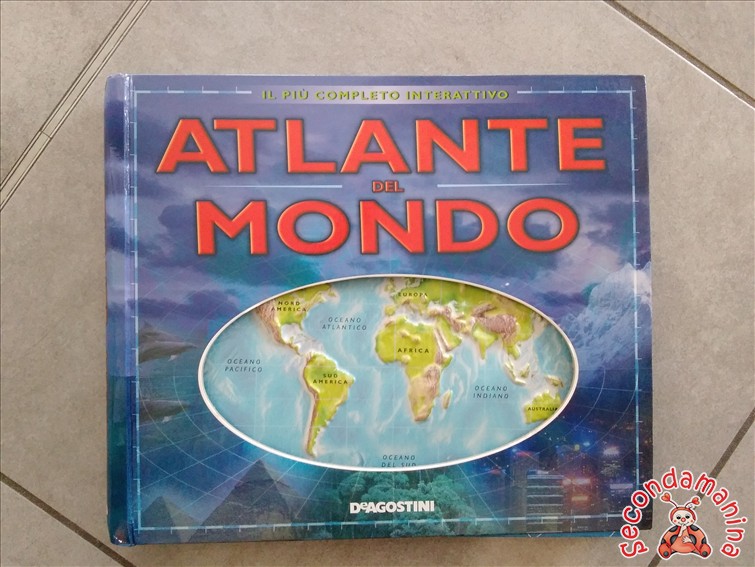 IL PIÙ COMPLETO INTERATTIVO
ATLANTE
DEL
MONDO
NORD
AMERICA
EUROPA
OCEANO
ATLANTICO
AFRICA
OCEANO
PACIFICO
SUD
AMERICA
OCEANO
INDIANO
AUSTRALIA
OCEANO
DEL SUD
DeAGOSTINI
secondamanina